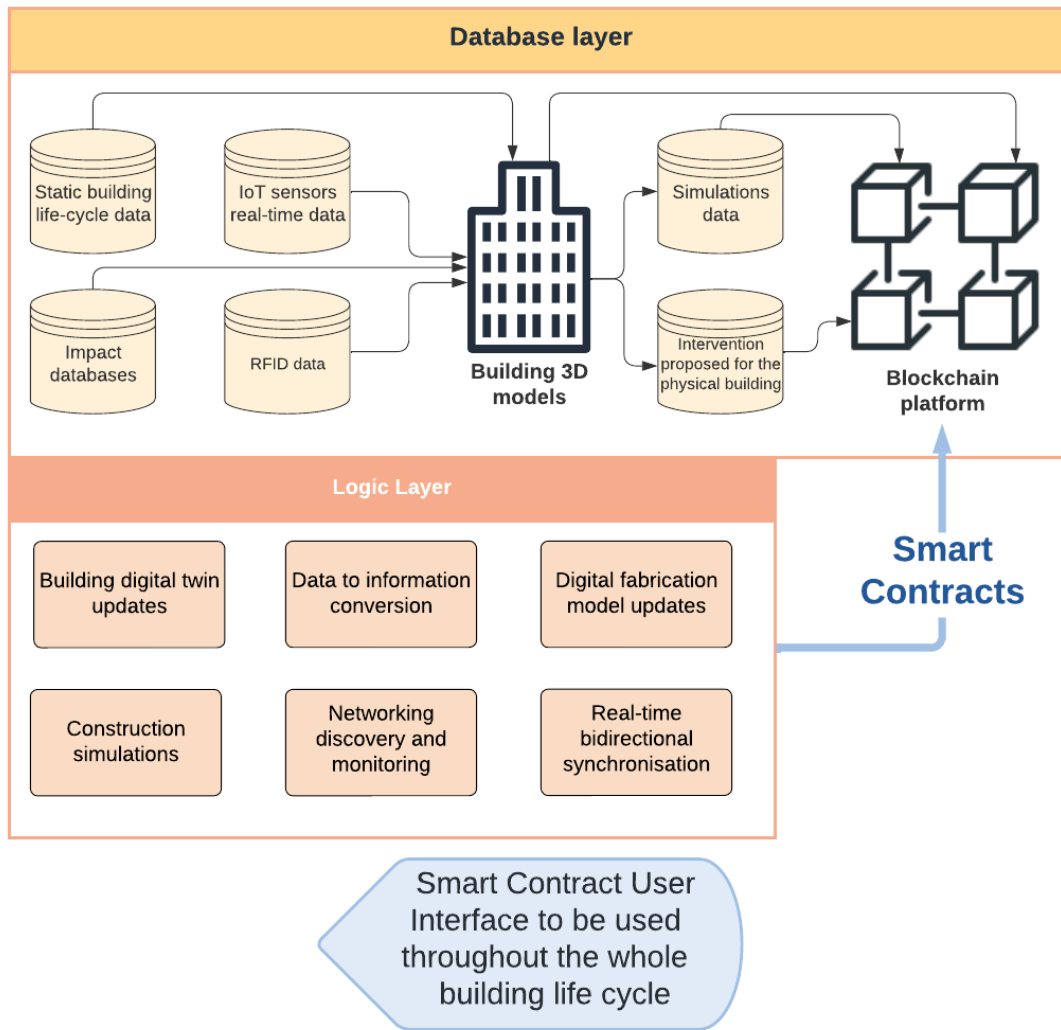 Database layer
Static building
life-cycle data
IoT sensors
real-time data
Simulations
data
Impact
databases
RFID data
Building 3D
models
Intervention
proposed for the
physical building
Blockchain
platform
Logic Layer
Smart
Contracts
Building digital twin
updates
Data to information
conversion
Digital fabrication
model updates
Construction
simulations
Networking
discovery and
monitoring
Real-time
bidirectional
synchronisation
Smart Contract User
Interface to be used
throughout the whole
building life cycle